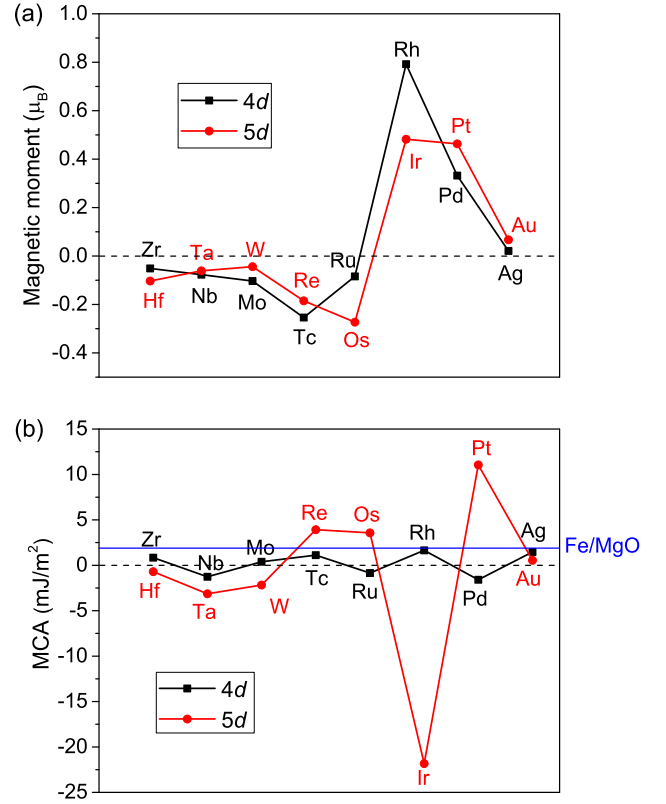 (a)
Magnetic moment (μB)
1.0
0.8
0.6
0.4
0.2
0.0
-0.2
-0.4
4d
5d
Zr
Hf
Ta
Nb
W
Mo
Re
Tc
Ru
Os
Rh
Ir
Pt
Pd
Au
Ag
(b)
MCA (mJ/m²)
15
10
5
0
-5
-10
-15
-20
-25
Zr
Hf
Nb
Ta
Mo
W
Re
Tc
Os
Ru
Rh
Ir
Pt
Pd
Ag
Au
Fe/MgO
4d
5d